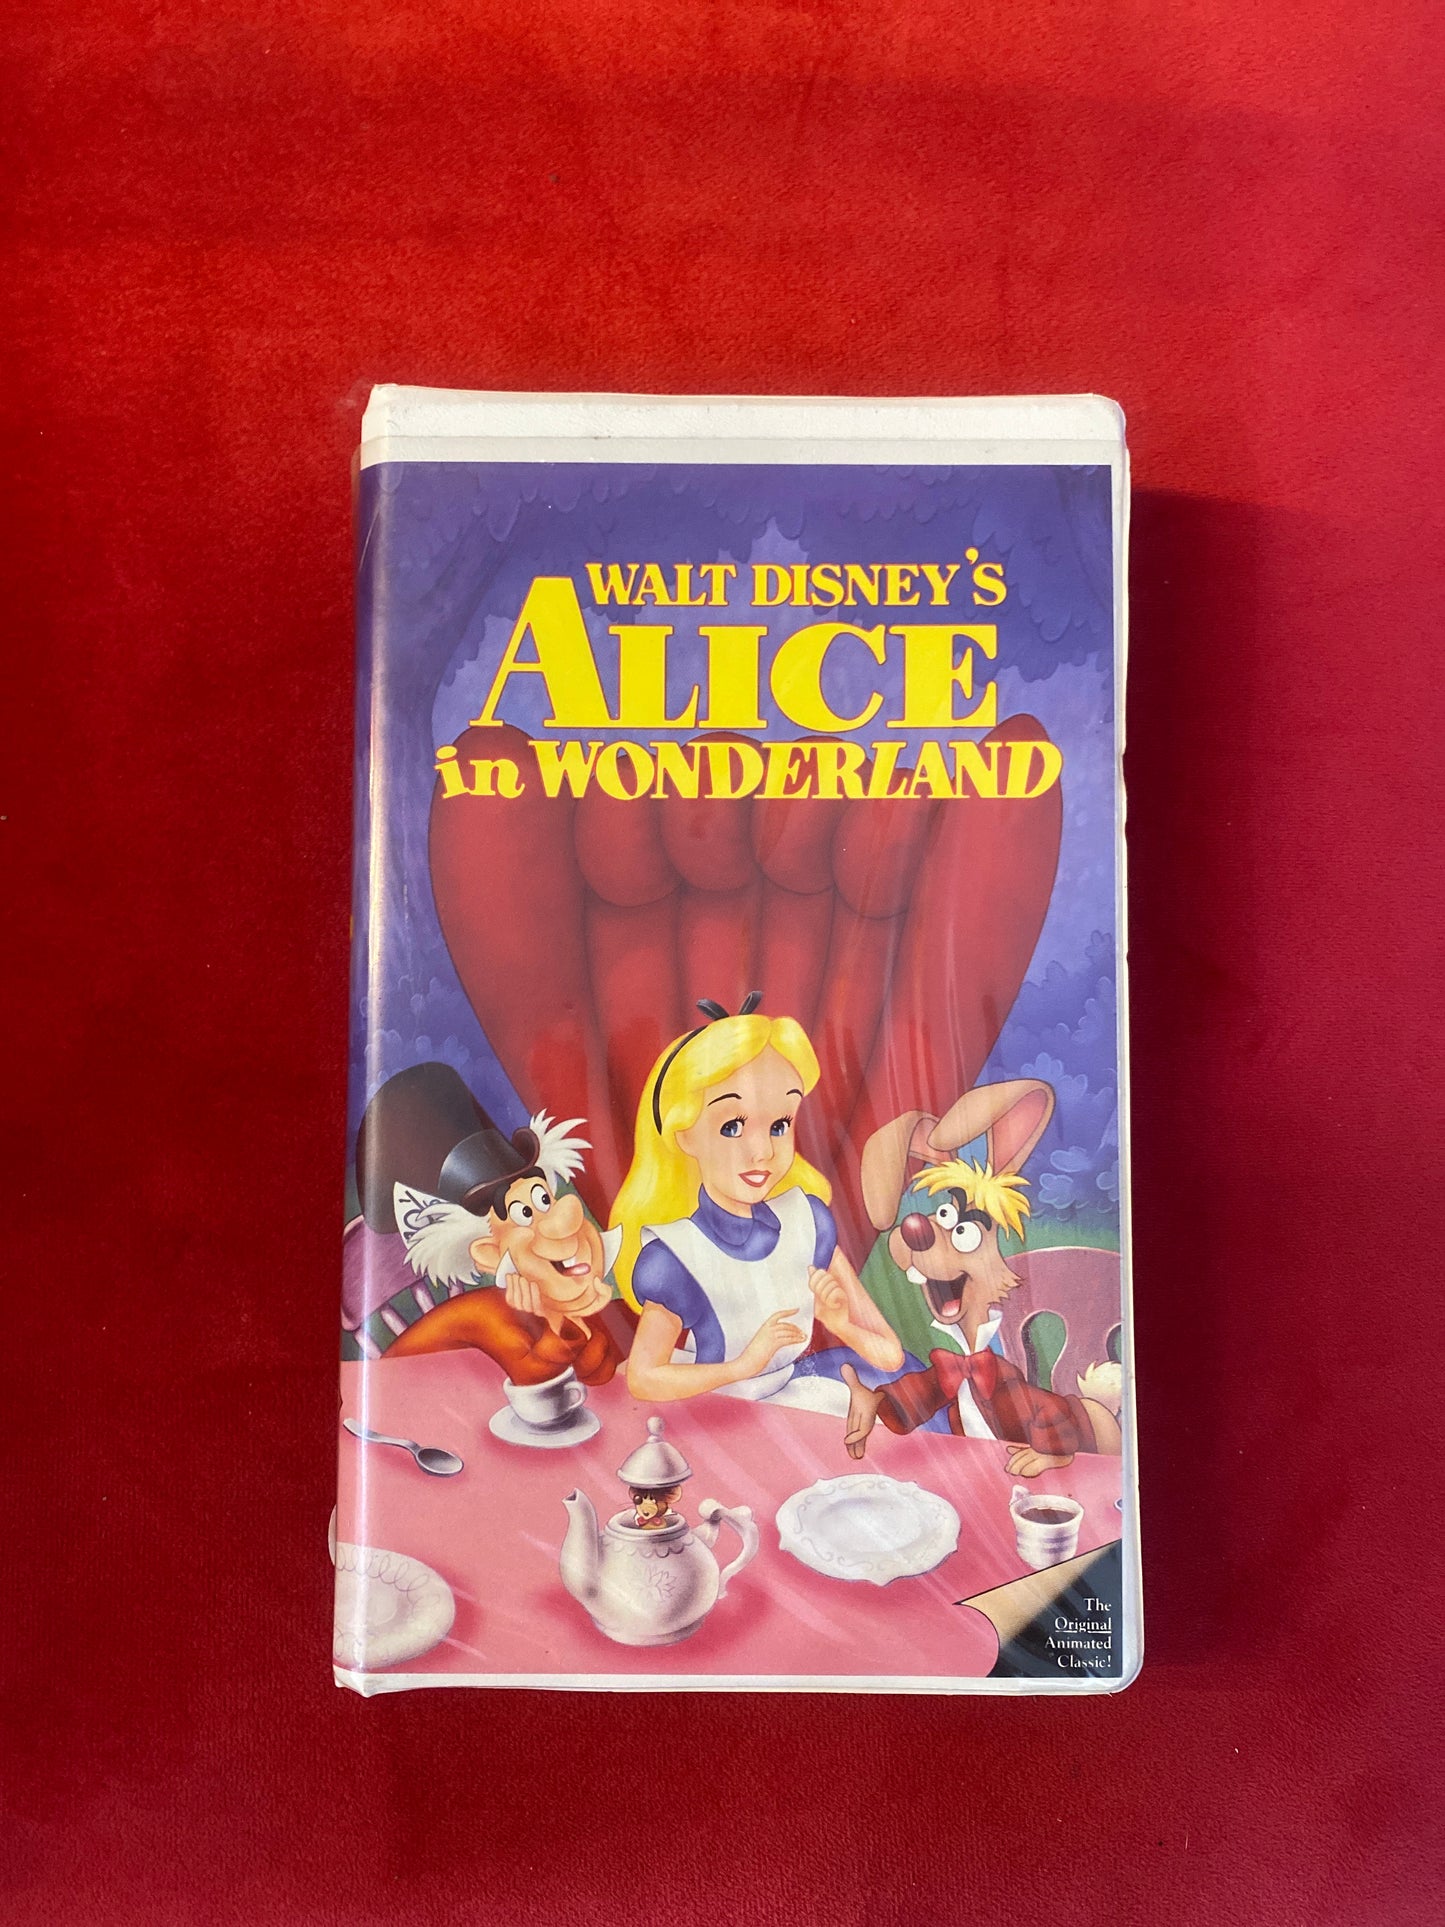 WALT DISNEY'S
ALICE
in WONDERLAND
The
Original
Animated
Classic!